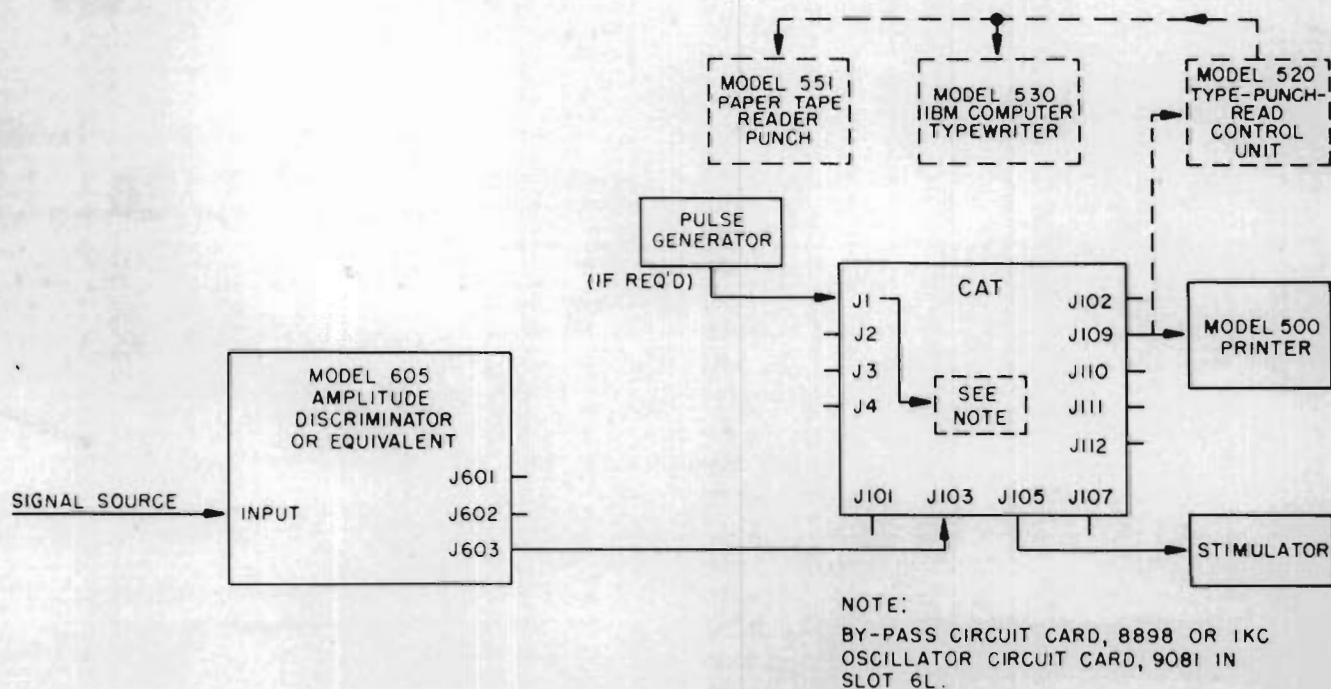 MODEL 551
PAPER TAPE
READER
PUNCH
MODEL 530
IBM COMPUTER
TYPEWRITER
MODEL 520
TYPE-PUNCH-
READ
CONTROL
UNIT
PULSE
GENERATOR
(IF REQ'D)
CAT
J1
J2
J3
J4
SEE
NOTE
J102
J109
J110
J111
J112
J101
J103
J105
J107
MODEL 500
PRINTER
MODEL 605
AMPLITUDE
DISCRIMINATOR
OR EQUIVALENT
J601
J602
J603
SIGNAL SOURCE
INPUT
STIMULATOR
NOTE:
BY-PASS CIRCUIT CARD, 8898 OR 1KC
OSCILLATOR CIRCUIT CARD, 9081 IN
SLOT 6L.